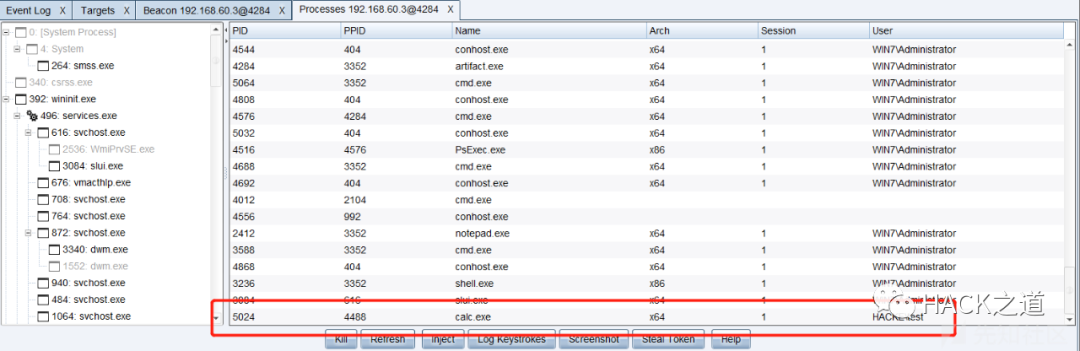 Event Log X Targets X Beacon 192.168.60.3@4284 X Processes 192.168.60.3@4284 X
0: [System Process]
4: System
264: smss.exe
340: csrss.exe
392: wininit.exe
496: services.exe
616: svchost.exe
2536: WmiPrvSE.exe
3084: slui.exe
676: vmacthlp.exe
708: svchost.exe
764: svchost.exe
872: svchost.exe
3340: dwm.exe
1552: dwm.exe
940: svchost.exe
484: svchost.exe
1064: svchost.exe
PID PPID Name Arch Session User
4544 404 conhost.exe x64 1 WIN7\Administrator
4284 3352 artifact.exe x64 1 WIN7\Administrator
5064 3352 cmd.exe x64 1 WIN7\Administrator
4808 404 conhost.exe x64 1 WIN7\Administrator
4576 4284 cmd.exe x64 1 WIN7\Administrator
5032 404 conhost.exe x64 1 WIN7\Administrator
4516 4576 PsExec.exe x86 1 WIN7\Administrator
4688 3352 cmd.exe x64 1 WIN7\Administrator
4692 404 conhost.exe x64 1 WIN7\Administrator
4012 2104 cmd.exe
4556 992 conhost.exe
2412 3352 notepad.exe x64 1 WIN7\Administrator
3588 3352 cmd.exe x64 1 WIN7\Administrator
4868 404 conhost.exe x64 1 WIN7\Administrator
3236 3352 shell.exe x86 1 WIN7\Administrator
3084 616 slui.exe x64 1
5024 4488 calc.exe x64 1
HACK之道
Kill Refresh Inject Log Keystrokes Screenshot Steal Token Help